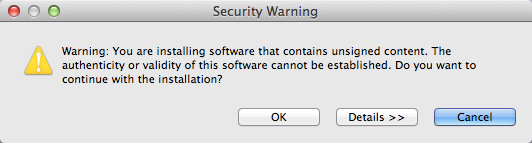 Security Warning
Warning: You are installing software that contains unsigned content. The
authenticity or validity of this software cannot be established. Do you want to
continue with the installation?
OK
Details >>
Cancel